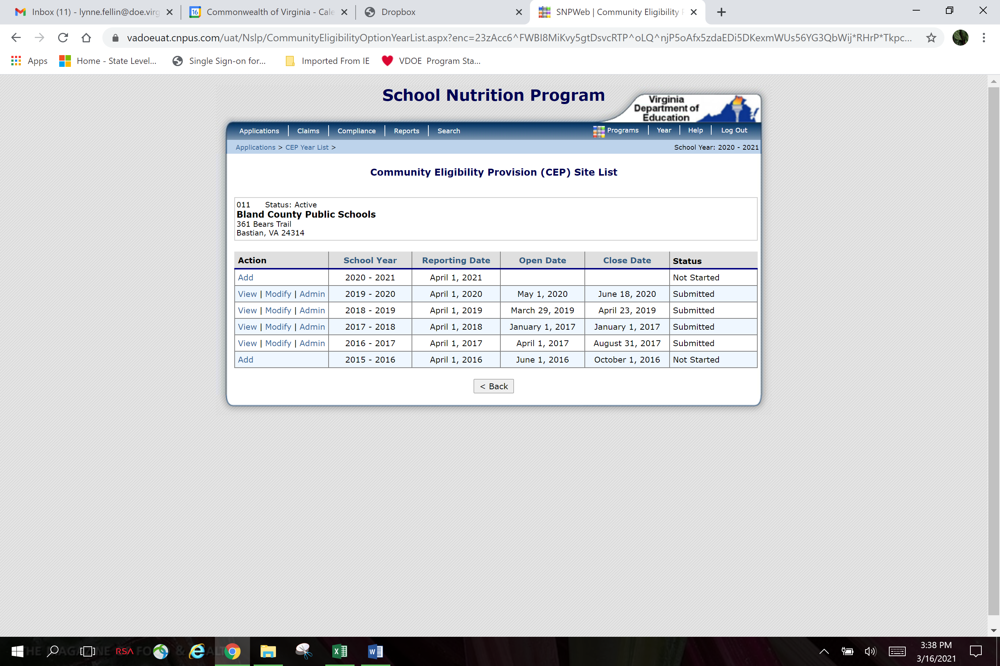 Inbox (11) - lynne.fellin@doe.virg
Commonwealth of Virginia - Cale
Dropbox
SNPWeb | Community Eligibility
vadoeuat.cnpus.com/uat/Nslp/CommunityEligibilityOptionYearList.aspx?enc=23zAcc6^FWBI8MiKvy5gtDsvcRTP^oLQ^njP5oAfx5zdaEDi5DKexmWUs56YG3QbWij*RHrP*Tkpc...
Apps
Home - State Level...
Single Sign-on for...
Imported From IE
VDOE Program Sta...
School Nutrition Program
Virginia
Department of
Education
Applications | Claims | Compliance | Reports | Search
Programs | Year | Help | Log Out
Applications > CEP Year List >
School Year: 2020 - 2021
Community Eligibility Provision (CEP) Site List
011 Status: Active
Bland County Public Schools
361 Bears Trail
Bastian, VA 24314
Action School Year Reporting Date Open Date Close Date Status
Add 2020 - 2021 April 1, 2021 Not Started
View | Modify | Admin 2019 - 2020 April 1, 2020 May 1, 2020 June 18, 2020 Submitted
View | Modify | Admin 2018 - 2019 April 1, 2019 March 29, 2019 April 23, 2019 Submitted
View | Modify | Admin 2017 - 2018 April 1, 2018 January 1, 2017 January 1, 2017 Submitted
View | Modify | Admin 2016 - 2017 April 1, 2017 April 1, 2017 August 31, 2017 Submitted
Add 2015 - 2016 April 1, 2016 June 1, 2016 October 1, 2016 Not Started
< Back
RSA
3:38 PM
3/16/2021